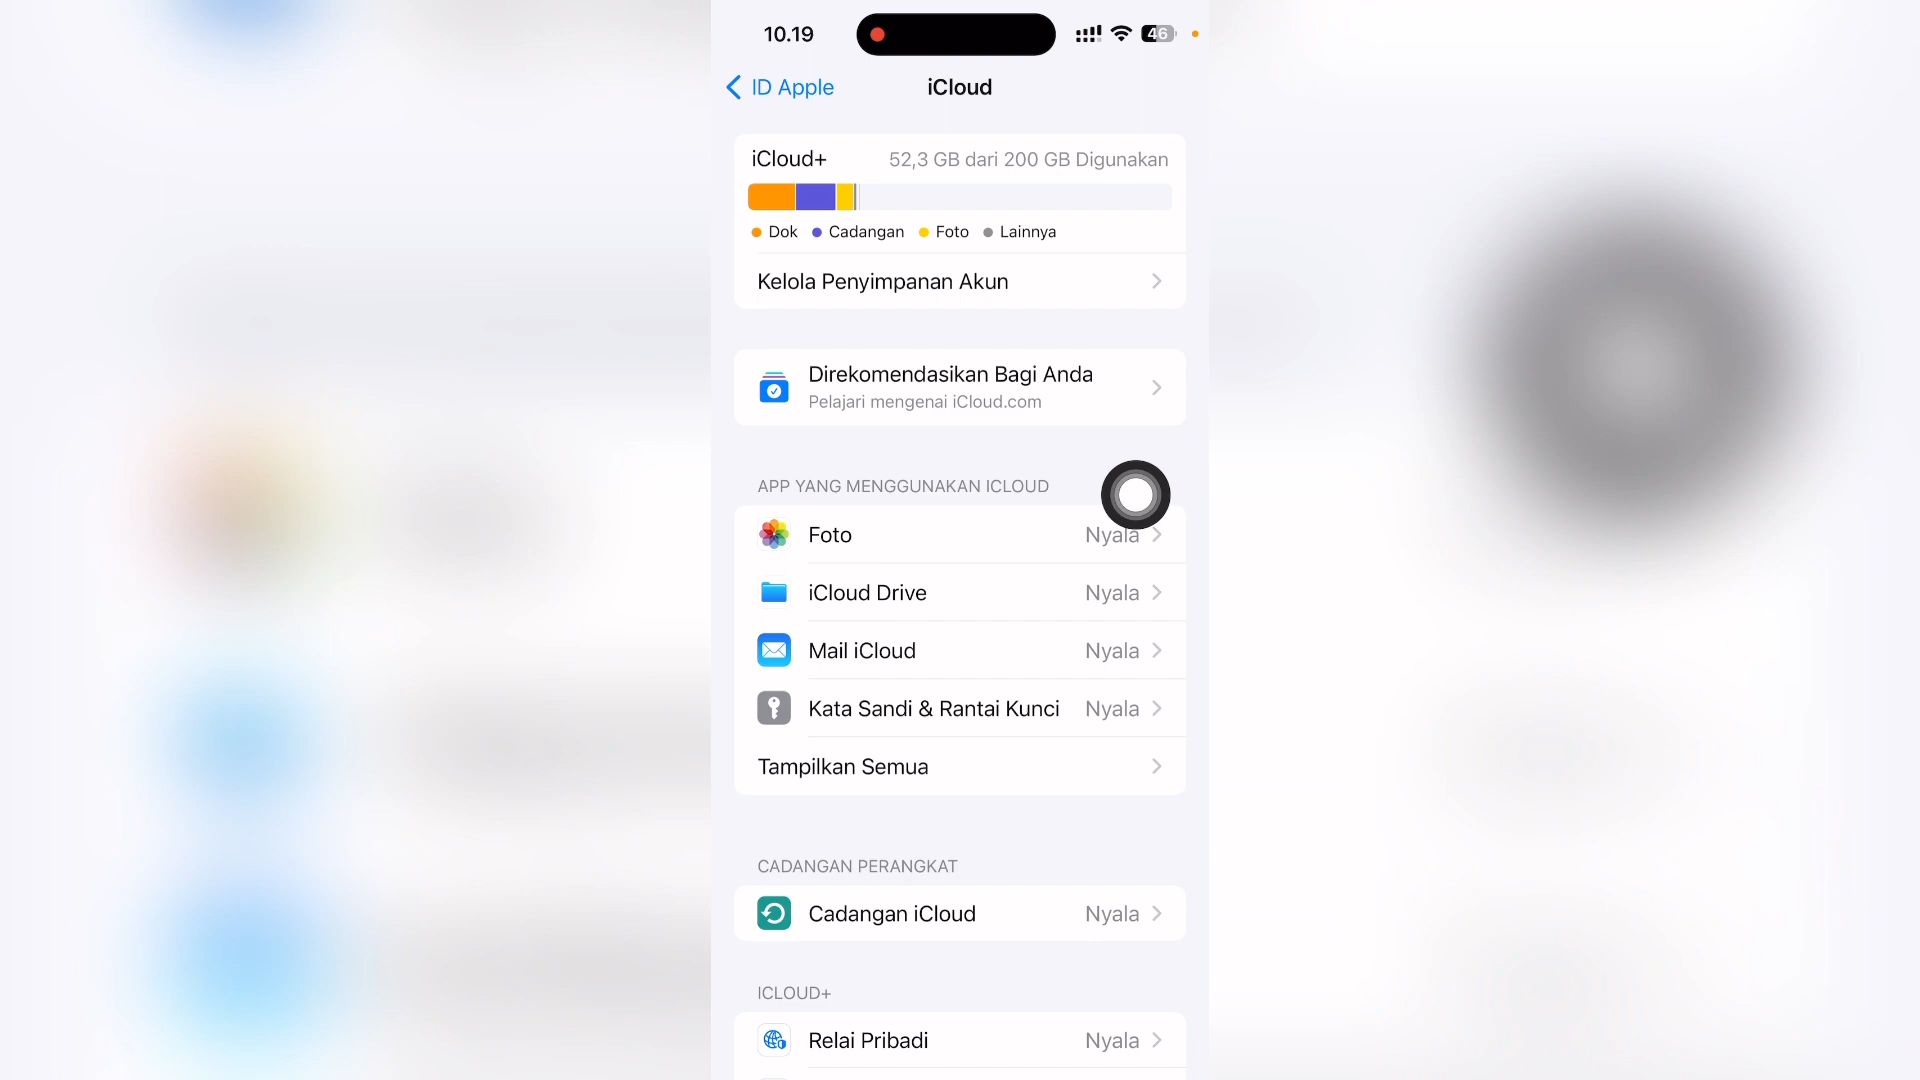 10.19
46
ID Apple
iCloud
iCloud+ 52,3 GB dari 200 GB Digunakan
Dok Cadangan Foto Lainnya
Kelola Penyimpanan Akun
Direkomendasikan Bagi Anda
Pelajari mengenai iCloud.com
APP YANG MENGGUNAKAN ICLOUD
Foto Nyala
iCloud Drive Nyala
Mail iCloud Nyala
Kata Sandi & Rantai Kunci Nyala
Tampilkan Semua
CADANGAN PERANGKAT
Cadangan iCloud Nyala
ICLOUD+
Relai Pribadi Nyala